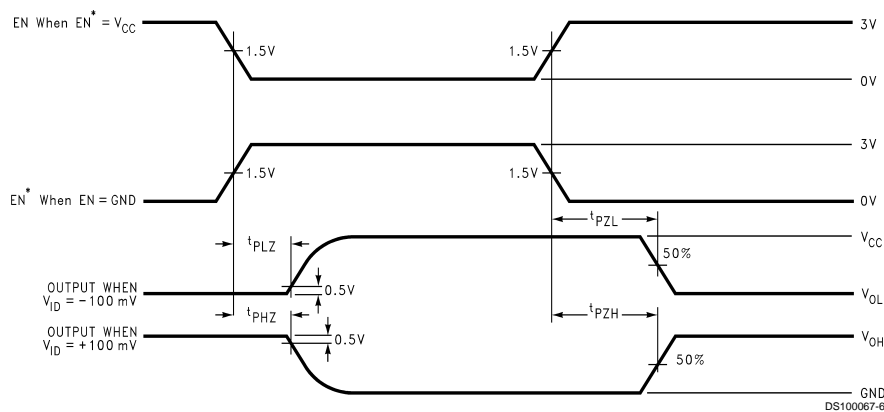 EN When EN* = VCC
3V
1.5V
1.5V
0V
3V
1.5V
1.5V
EN* When EN = GND
0V
tPZL
VCC
tPLZ
50%
OUTPUT WHEN
VID = −100 mV
0.5V
VOL
tPHZ
tPZH
OUTPUT WHEN
VID = +100 mV
0.5V
VOH
50%
GND
DS100067-6